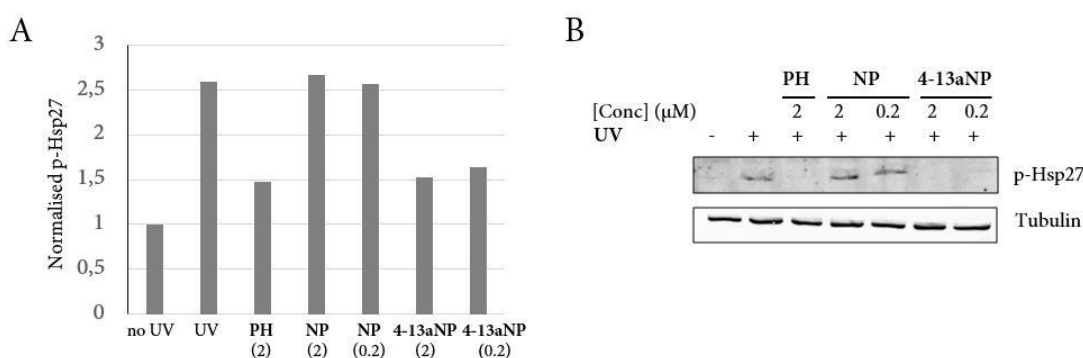 A
Normalised p-Hsp27
3
2,5
2
1,5
1
0,5
0
no UV UV PH NP NP 4-13aNP 4-13aNP
(2) (2) (0.2) (2) (0.2)
B
PH NP 4-13aNP
[Conc] (µM) 2 2 0.2 2 0.2
UV - + + + + + +
p-Hsp27
Tubulin